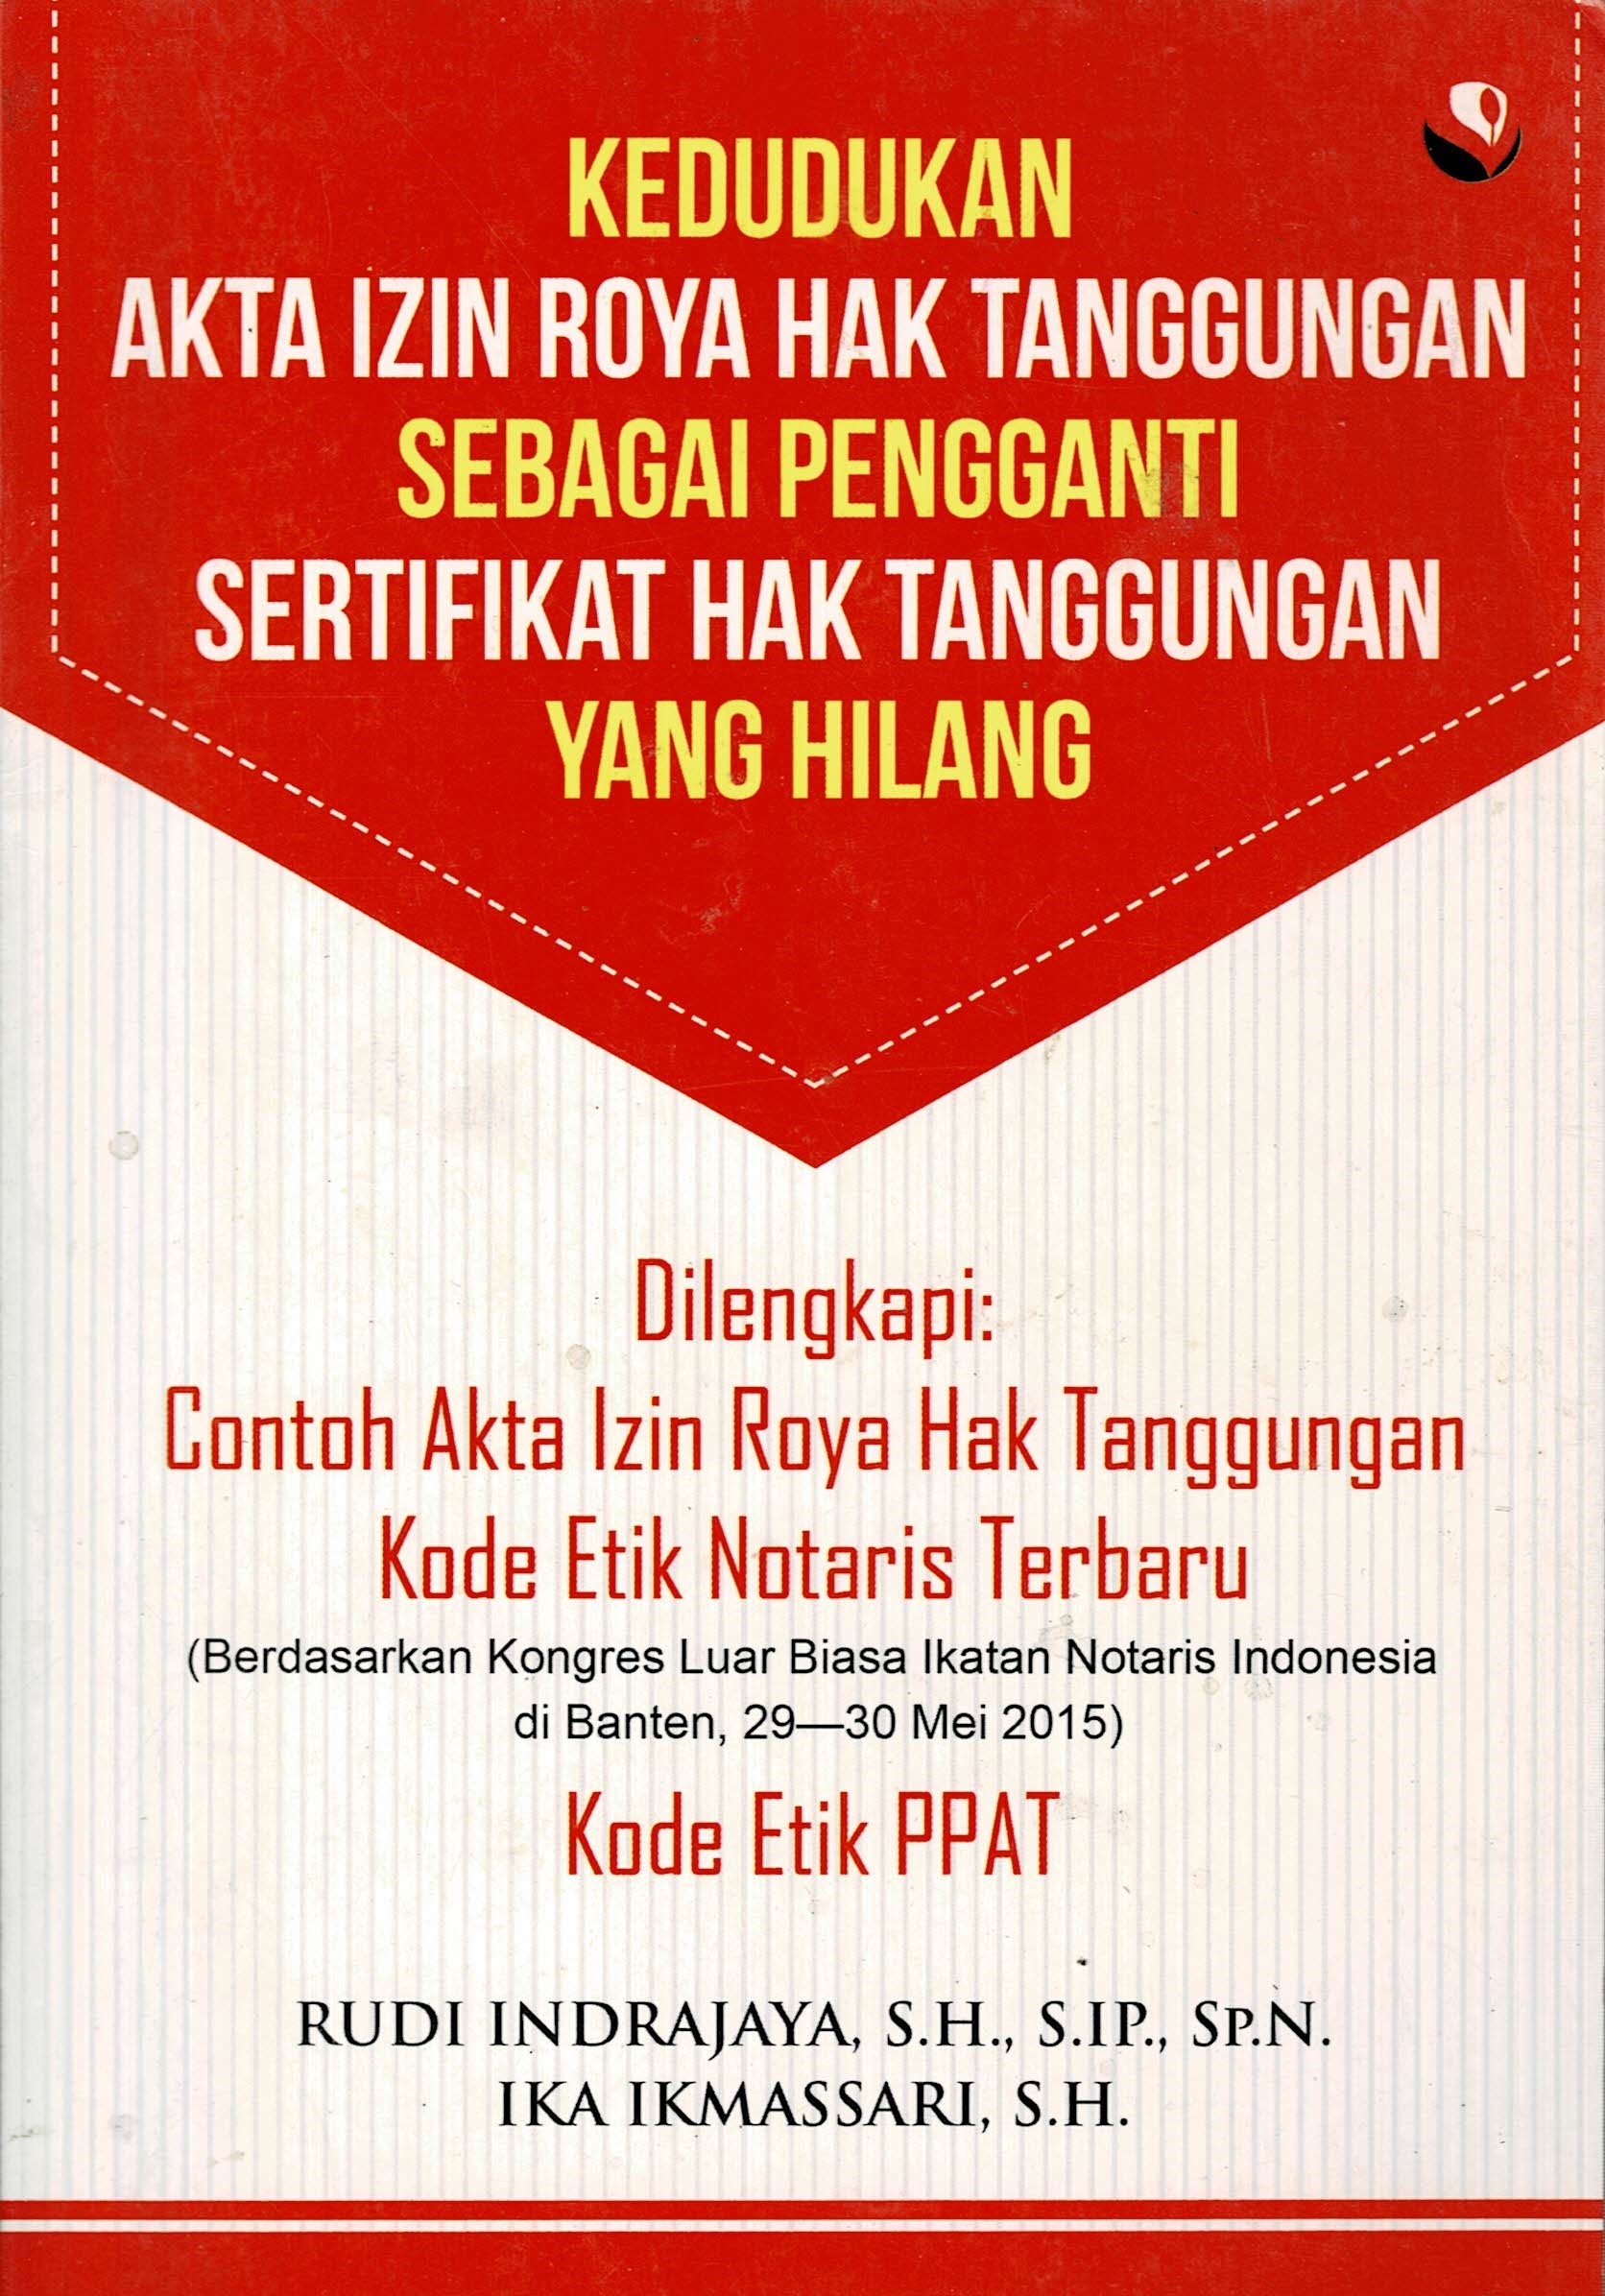 KEDUDUKAN
AKTA IZIN ROYA HAK TANGGUNGAN
SEBAGAI PENGGANTI
SERTIFIKAT HAK TANGGUNGAN
YANG HILANG
Dilengkapi:
Contoh Akta Izin Roya Hak Tanggungan
Kode Etik Notaris Terbaru
(Berdasarkan Kongres Luar Biasa Ikatan Notaris Indonesia
di Banten, 29—30 Mei 2015)
Kode Etik PPAT
RUDI INDRAJAYA, S.H., S.IP., SP.N.
IKA IKMASSARI, S.H.